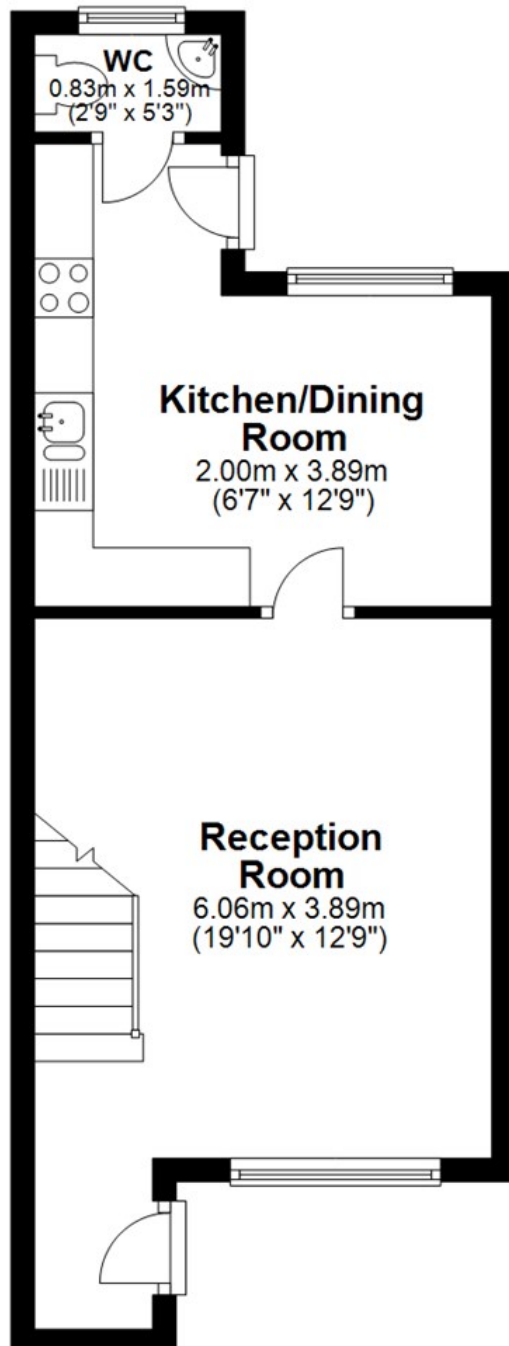 WC
0.83m x 1.59m
(2'9" x 5'3")
Kitchen/Dining
Room
2.00m x 3.89m
(6'7" x 12'9")
Reception
Room
6.06m x 3.89m
(19'10" x 12'9")